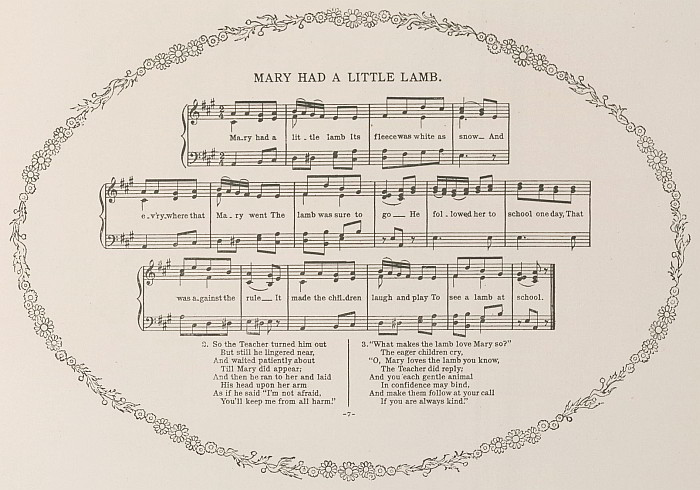 MARY HAD A LITTLE LAMB.
Ma.ry had a lit - tle lamb Its fleece was white as snow— And
e.v'ry.where that Ma - ry went The lamb was sure to go — He fol - lowed her to school one day, That
was a.gainst the rule — It made the chil.dren laugh and play To see a lamb at school.
2. So the Teacher turned him out
But still he lingered near,
And waited patiently about
Till Mary did appear;
And then he ran to her and laid
His head upon her arm
As if he said "I'm not afraid,
You'll keep me from all harm."
3. "What makes the lamb love Mary so?"
The eager children cry,
"O, Mary loves the lamb you know,
The Teacher did reply;
And you each gentle animal
In confidence may bind,
And make them follow at your call
If you are always kind."
-7-